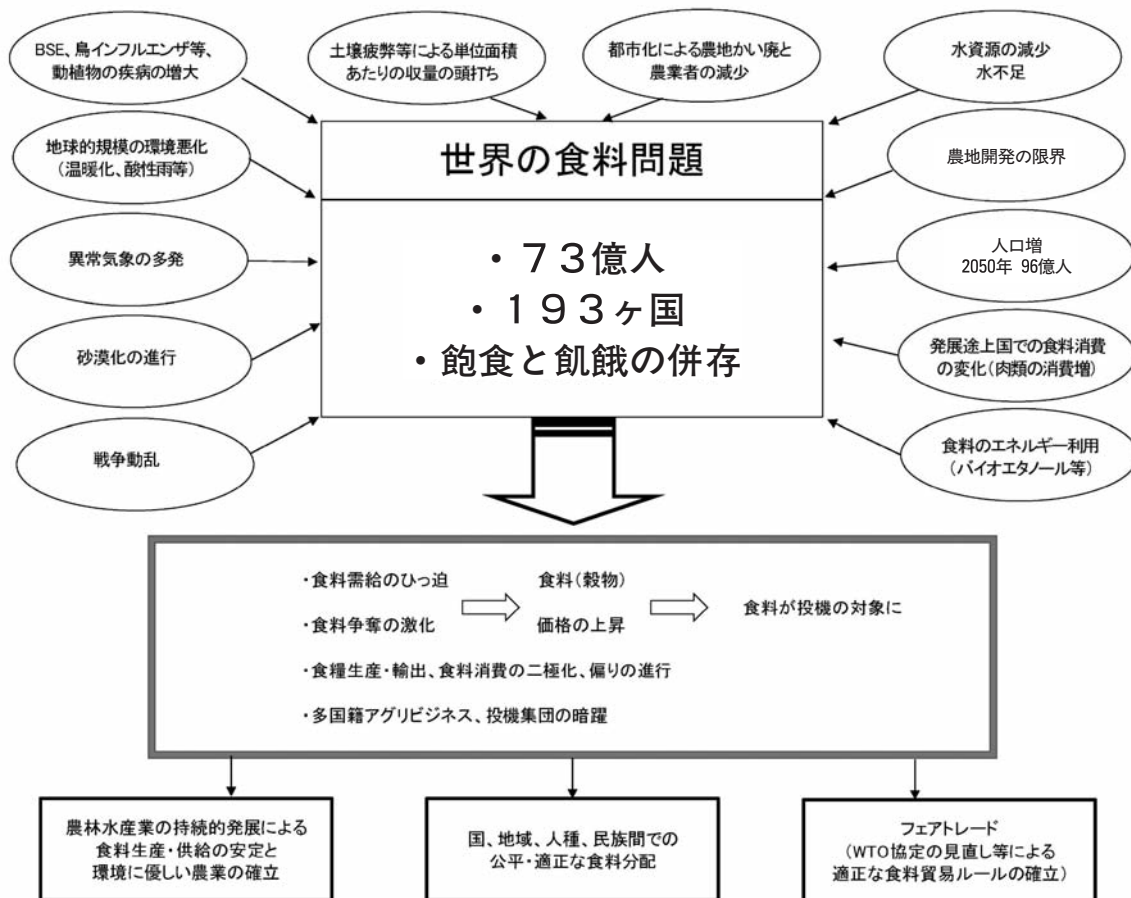 BSE、鳥インフルエンザ等、
動植物の疾病の増大
土壌疲弊等による単位面積
あたりの収量の頭打ち
都市化による農地かい廃と
農業者の減少
水資源の減少
水不足
地球的規模の環境悪化
（温暖化、酸性雨等）
世界の食料問題
農地開発の限界
異常気象の多発
・７３億人
・１９３ヶ国
・飽食と飢餓の併存
人口増
2050年 96億人
砂漠化の進行
発展途上国での食料消費
の変化（肉類の消費増）
戦争動乱
食料のエネルギー利用
（バイオエタノール等）
・食料需給のひっ迫
・食料争奪の激化
食料（穀物）
価格の上昇
食料が投機の対象に
・食糧生産・輸出、食料消費の二極化、偏りの進行
・多国籍アグリビジネス、投機集団の暗躍
農林水産業の持続的発展による
食料生産・供給の安定と
環境に優しい農業の確立
国、地域、人種、民族間での
公平・適正な食料分配
フェアトレード
（WTO協定の見直し等による
適正な食料貿易ルールの確立）